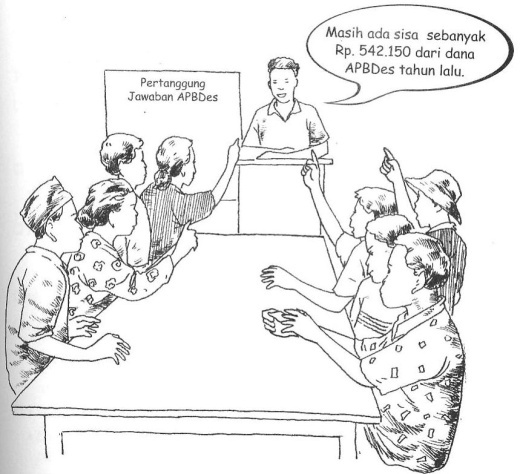 Masih ada sisa sebanyak
Rp. 542.150 dari dana
APBDes tahun lalu.
Pertanggung
Jawaban APBDes